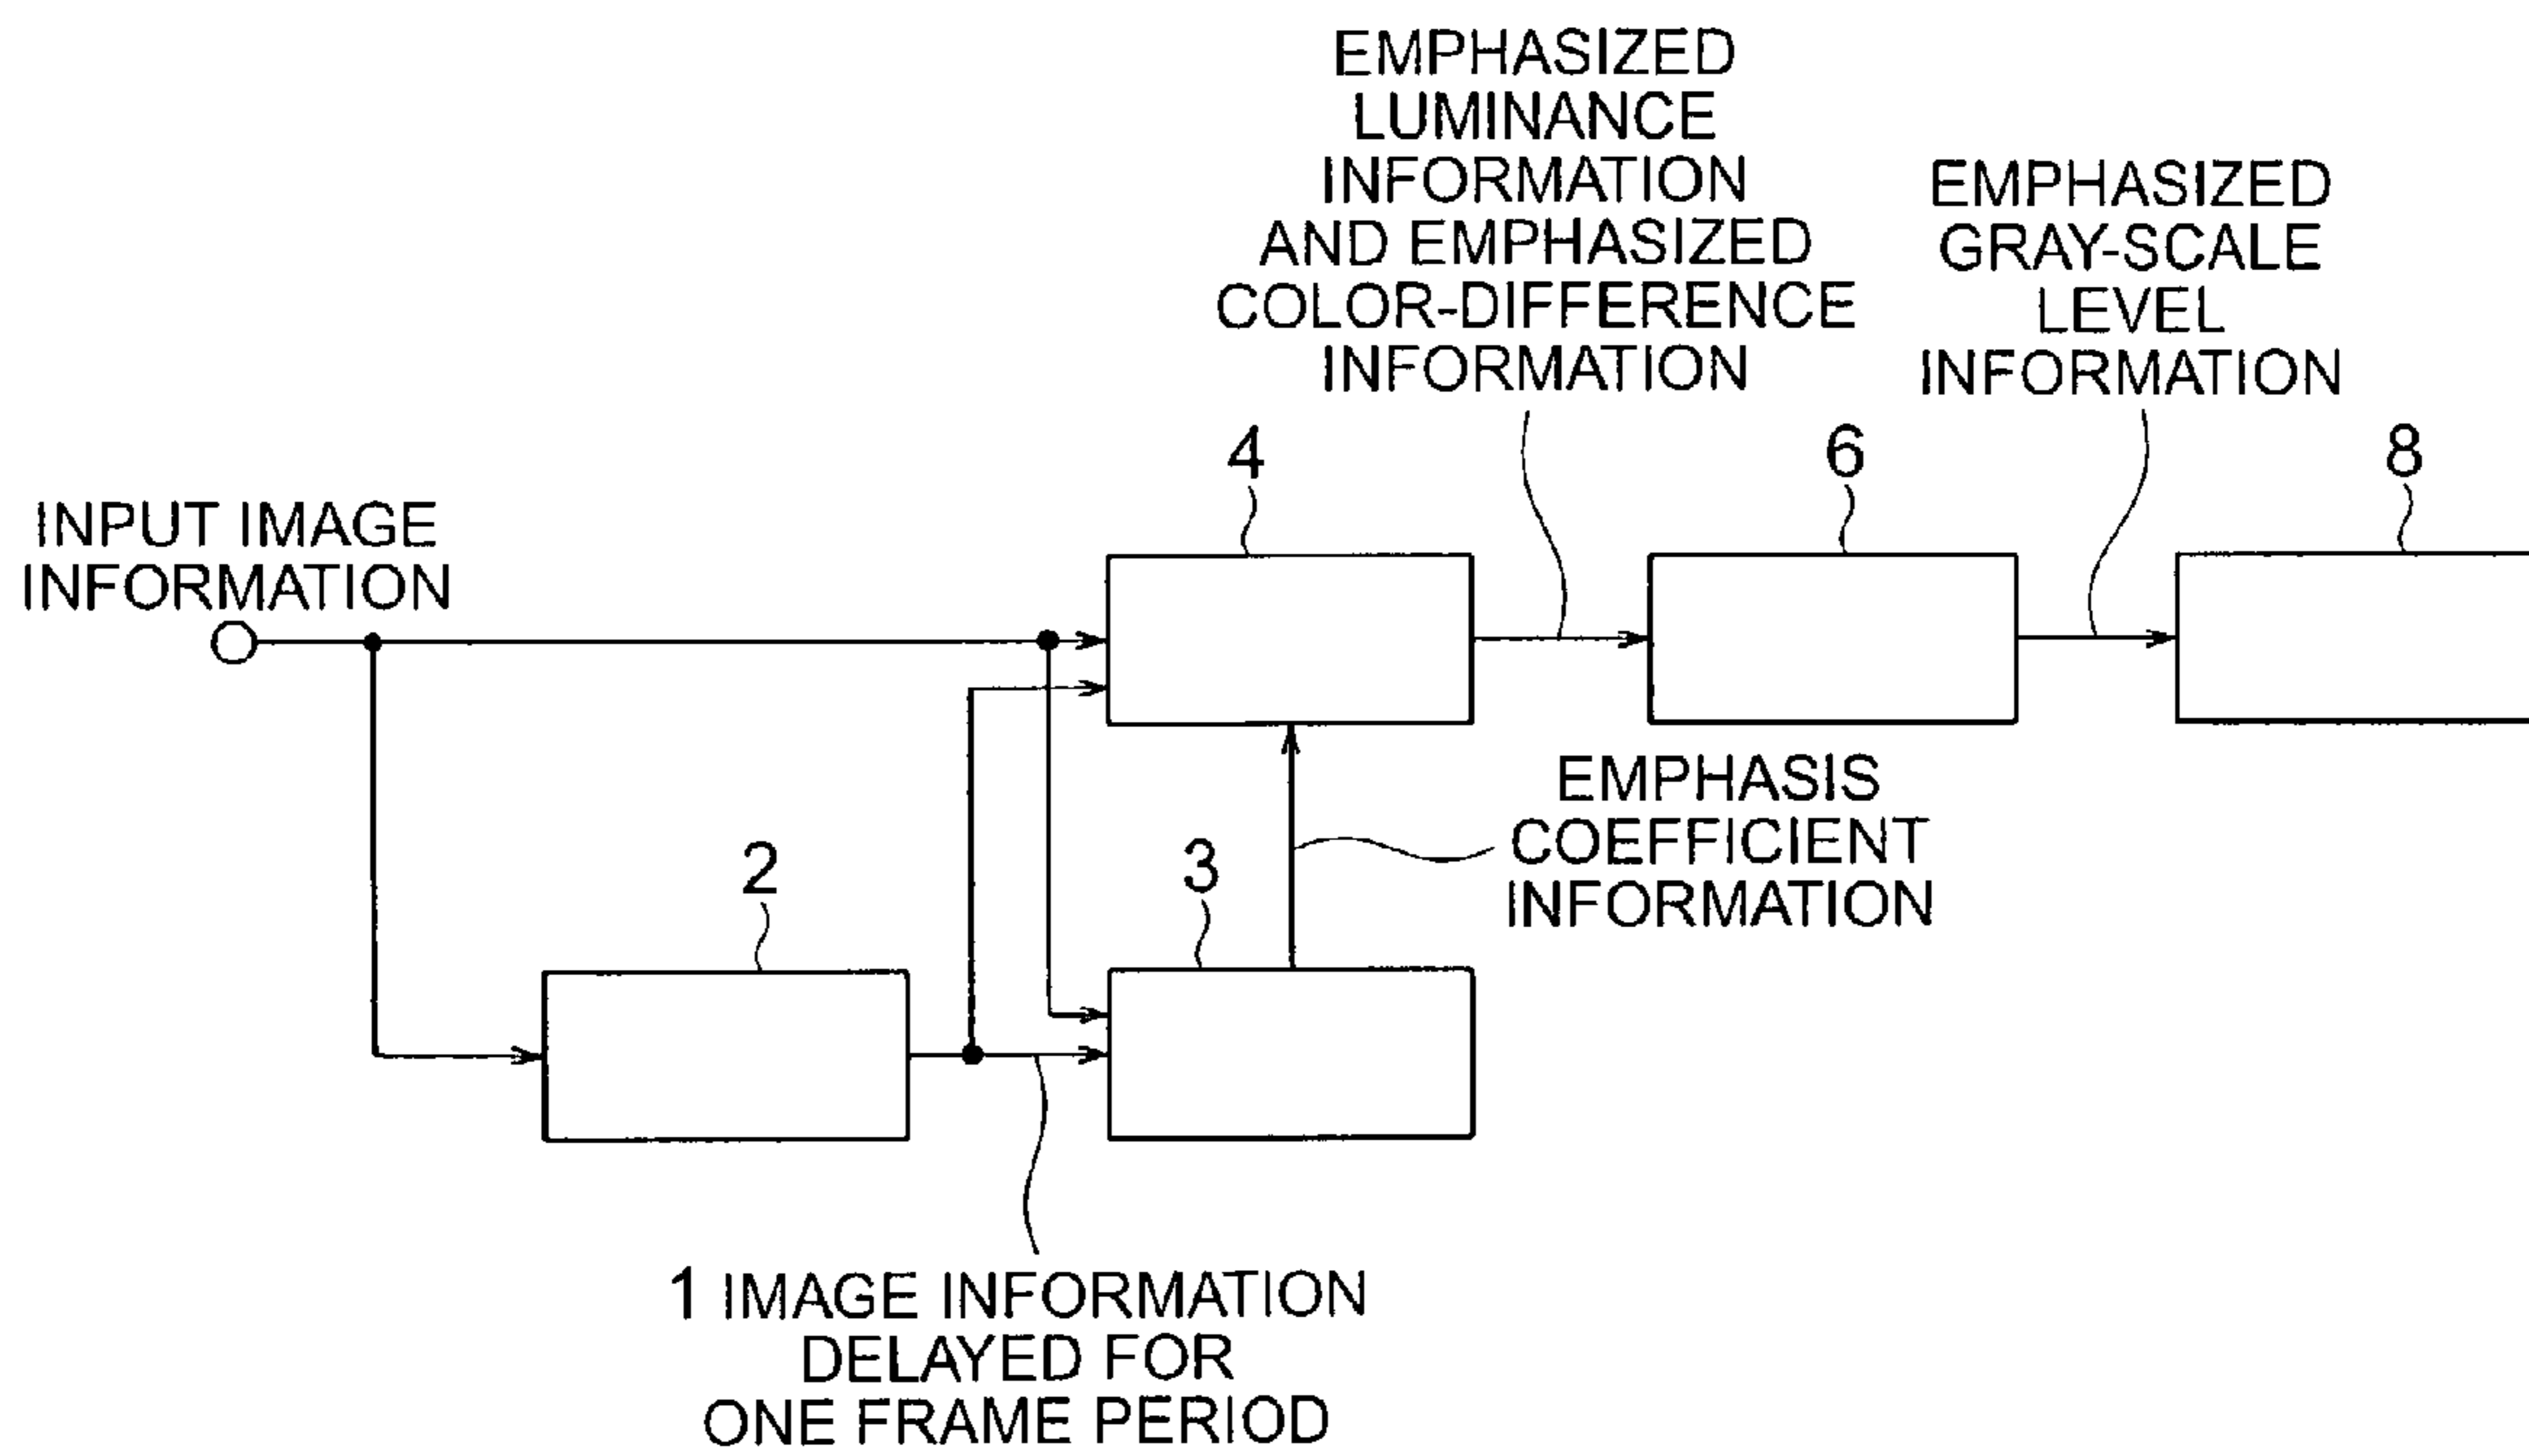 EMPHASIZED
LUMINANCE
INFORMATION
AND EMPHASIZED
COLOR-DIFFERENCE
INFORMATION
EMPHASIZED
GRAY-SCALE
LEVEL
INFORMATION
4
6
8
INPUT IMAGE
INFORMATION
EMPHASIS
COEFFICIENT
INFORMATION
2
3
1 IMAGE INFORMATION
DELAYED FOR
ONE FRAME PERIOD